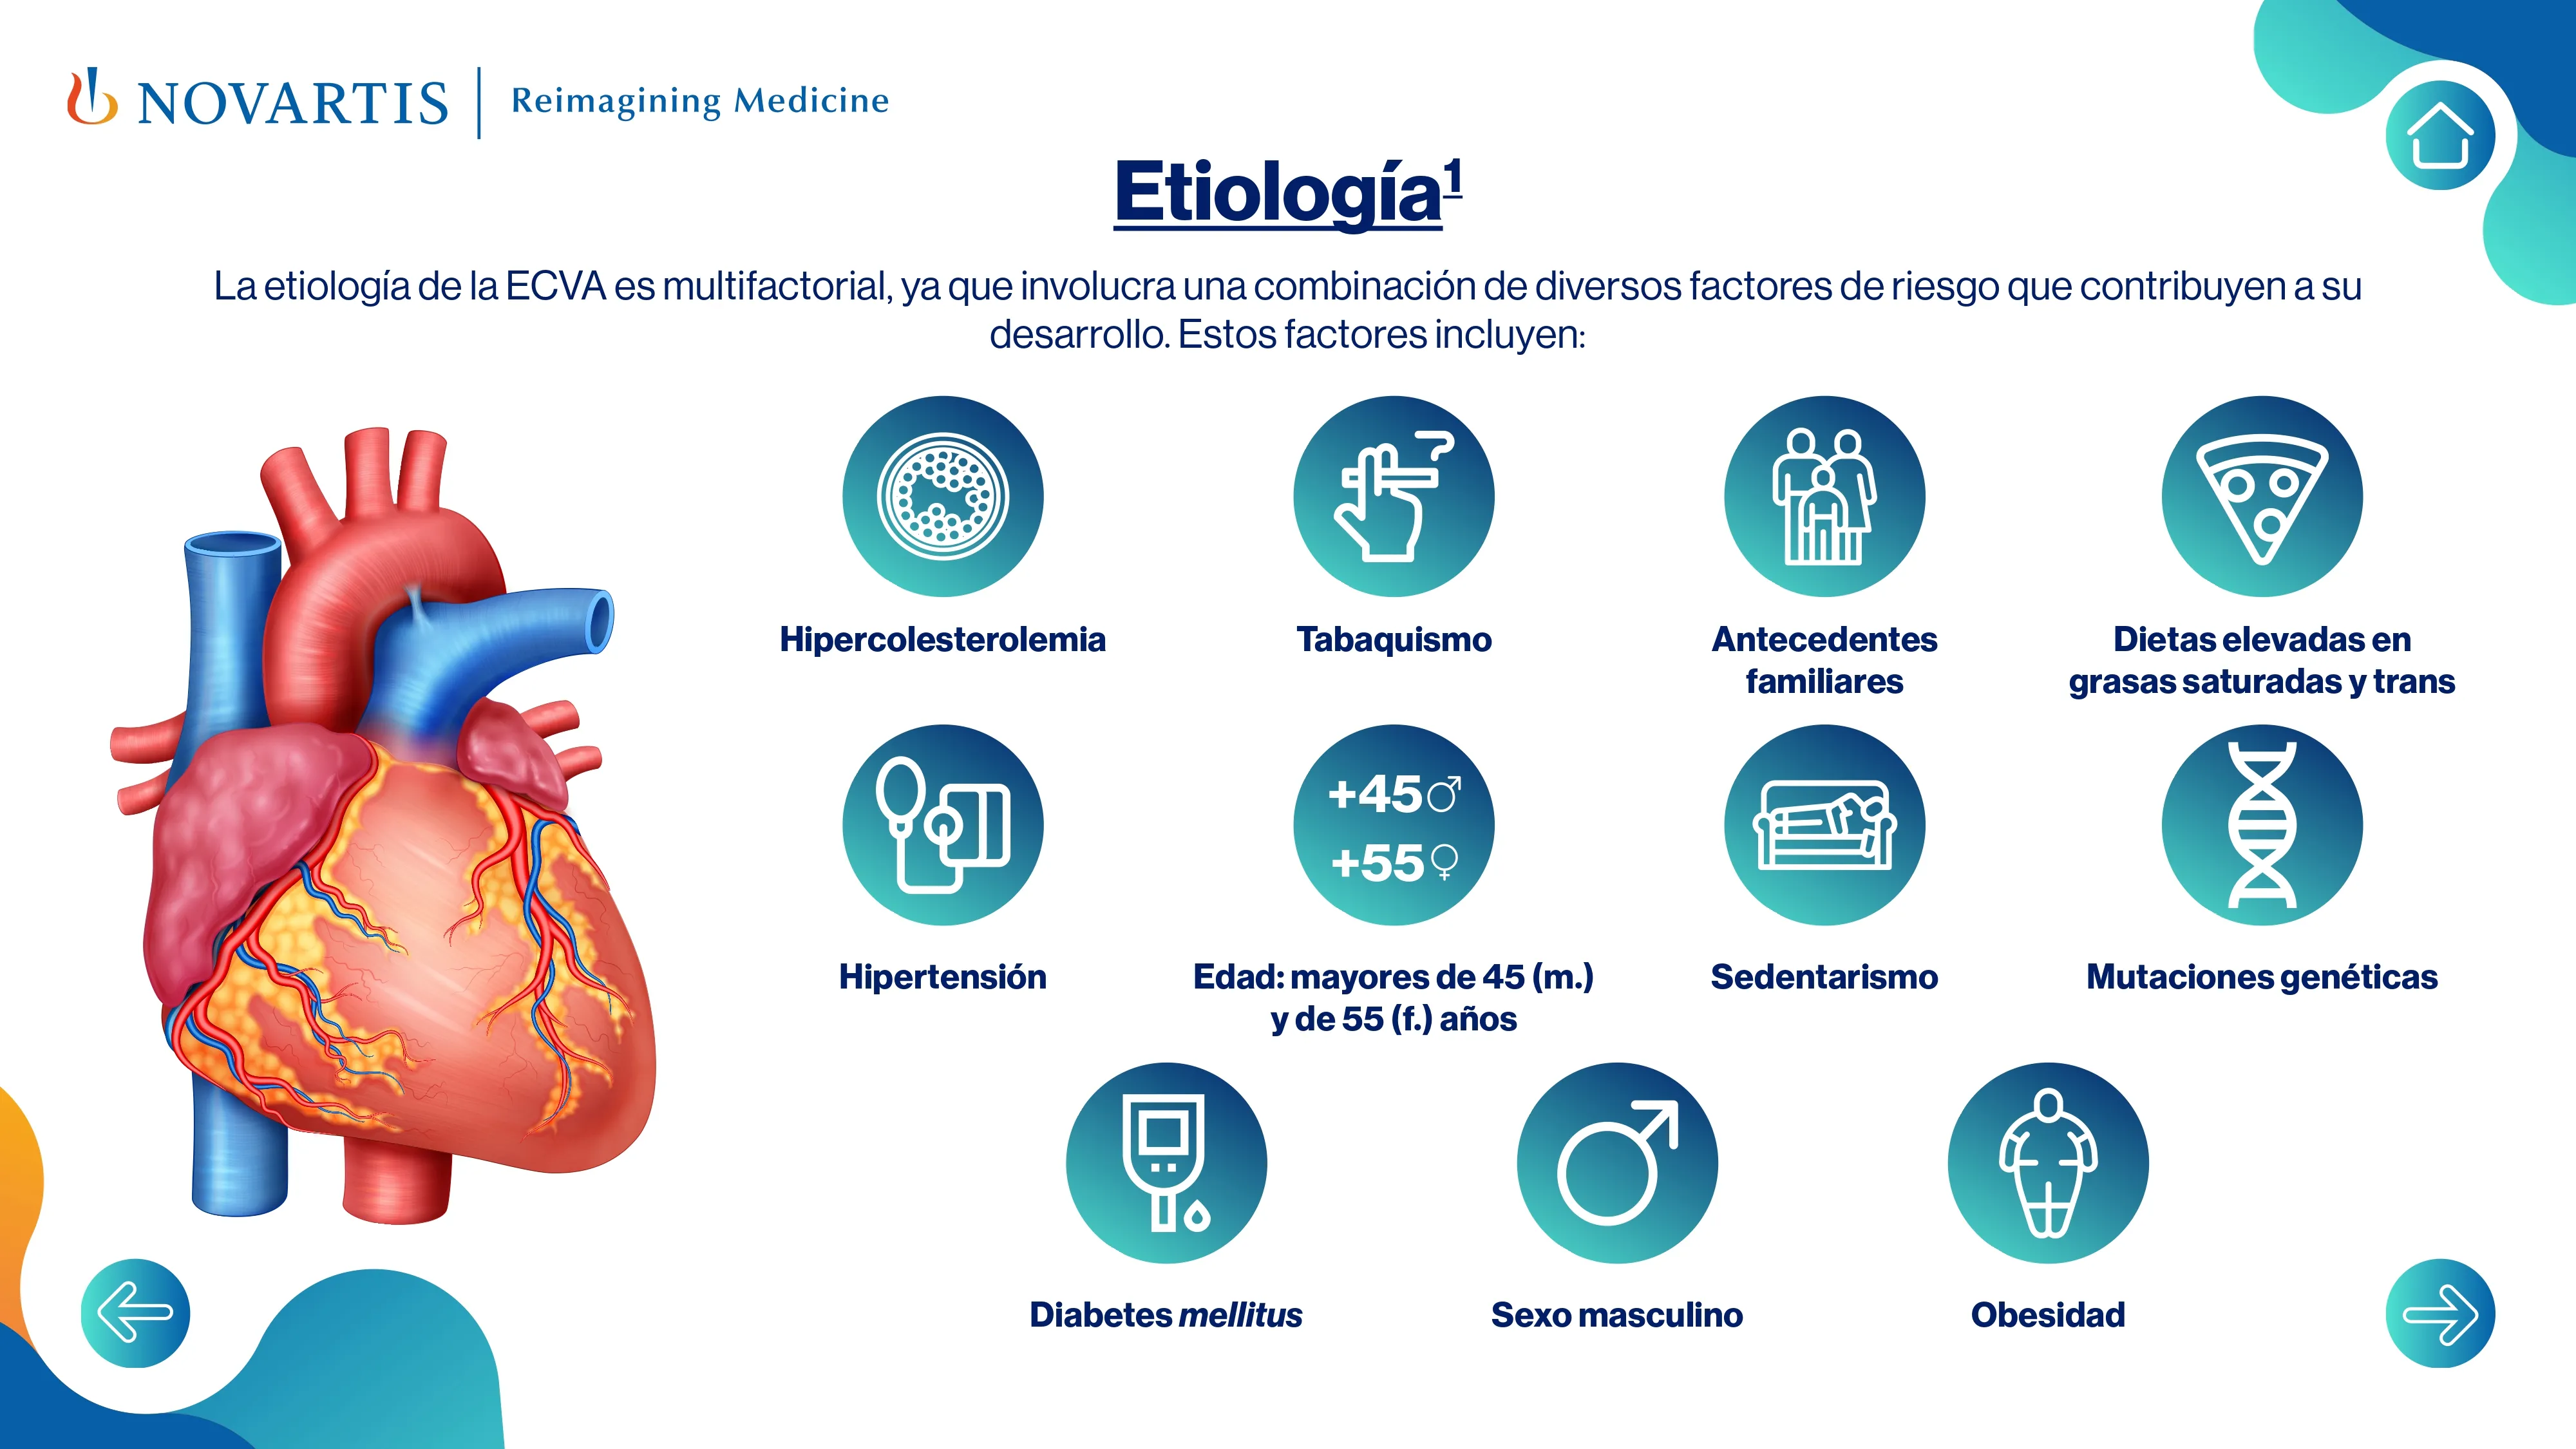 NOVARTIS | Reimagining Medicine
Etiología¹
La etiología de la ECVA es multifactorial, ya que involucra una combinación de diversos factores de riesgo que contribuyen a su
desarrollo. Estos factores incluyen:
Hipercolesterolemia
Tabaquismo
Antecedentes
familiares
Dietas elevadas en
grasas saturadas y trans
Hipertensión
+45♂
+55♀
Edad: mayores de 45 (m.)
y de 55 (f.) años
Sedentarismo
Mutaciones genéticas
Diabetes mellitus
Sexo masculino
Obesidad